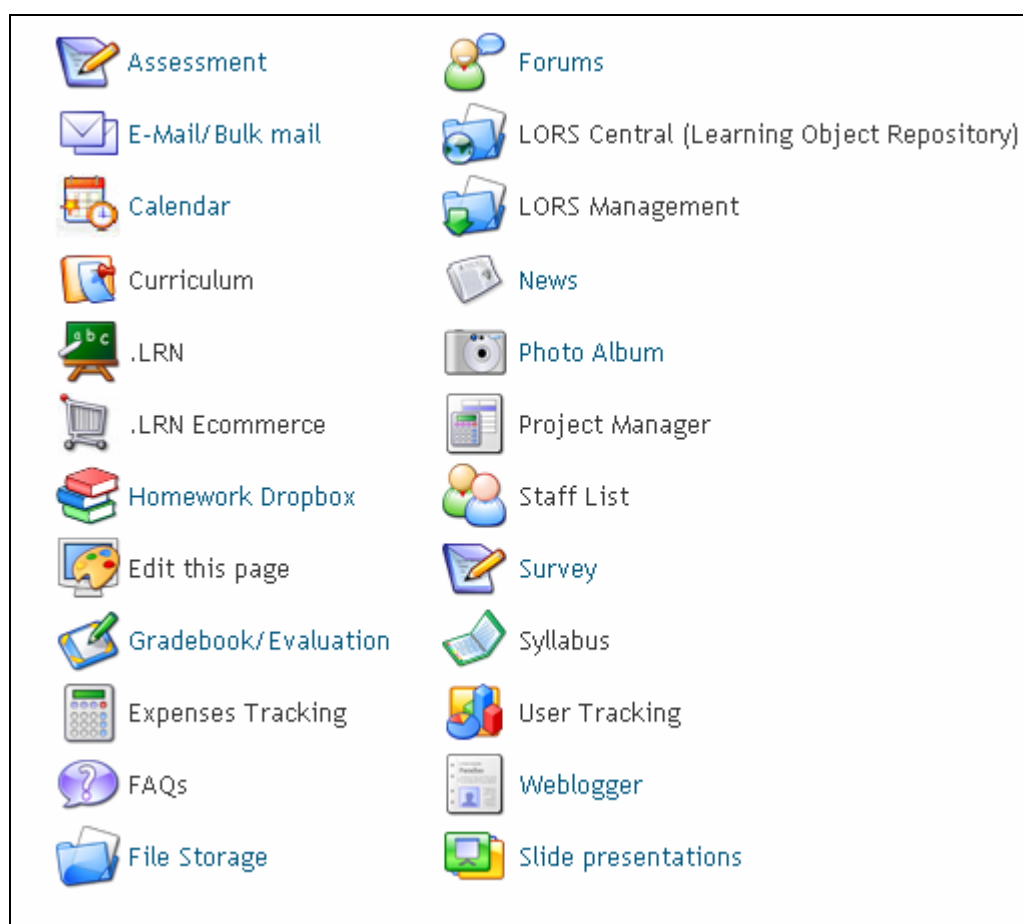 Assessment
E-Mail/Bulk mail
Calendar
Curriculum
.LRN
.LRN Ecommerce
Homework Dropbox
Edit this page
Gradebook/Evaluation
Expenses Tracking
FAQs
File Storage
Forums
LORS Central (Learning Object Repository)
LORS Management
News
Photo Album
Project Manager
Staff List
Survey
Syllabus
User Tracking
Weblogger
Slide presentations